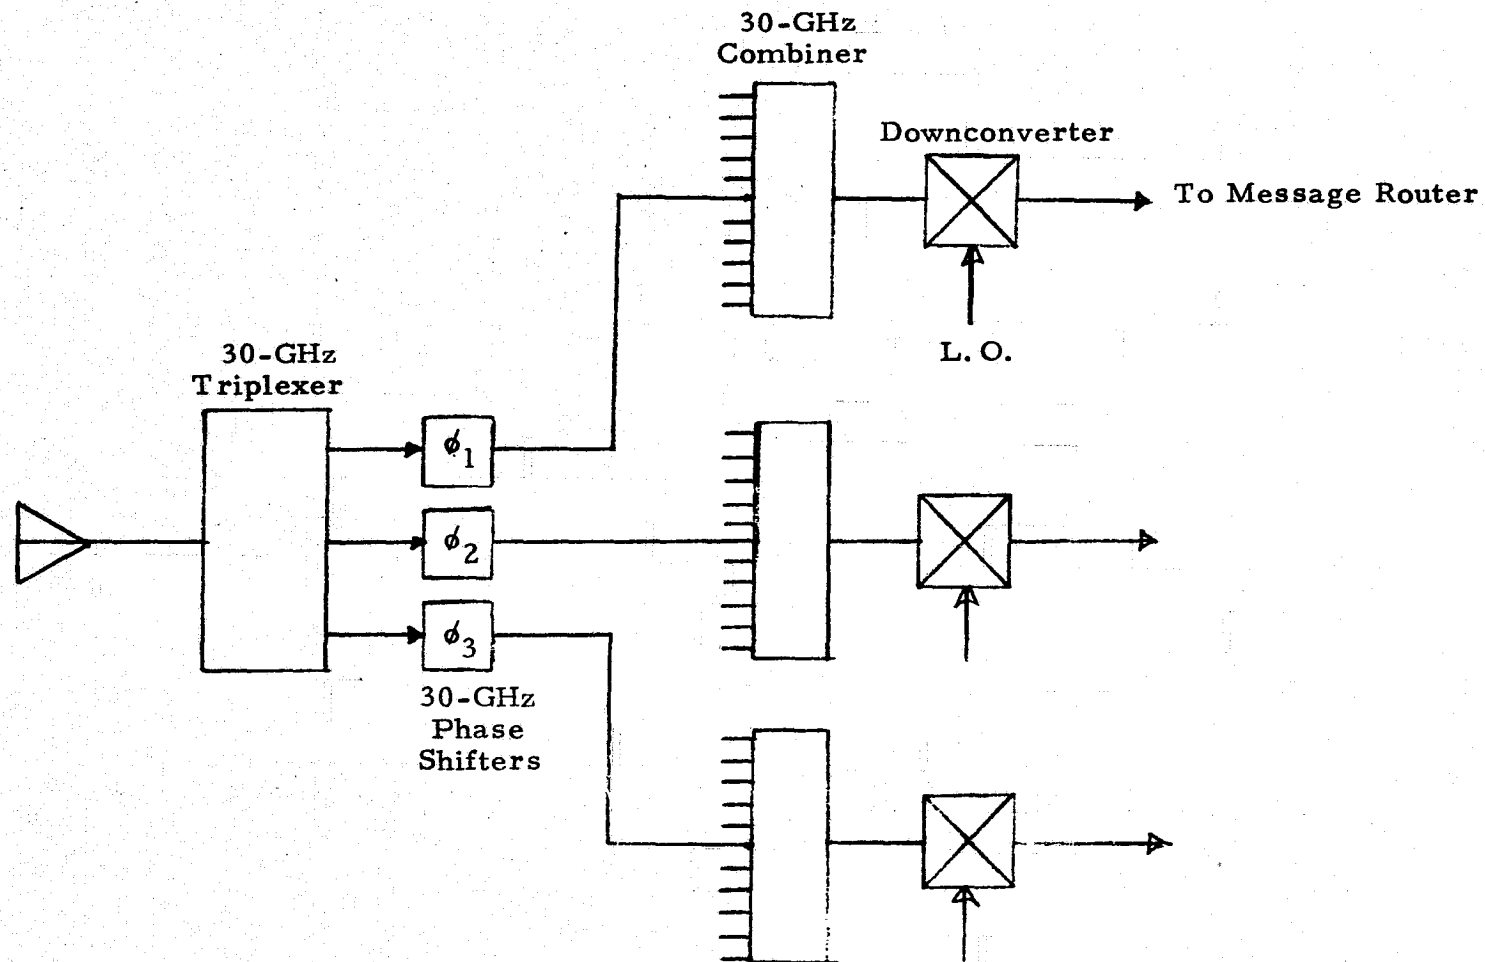 30-GHz
Combiner
Downconverter
To Message Router
L. O.
30-GHz
Triplexer
ϕ1
ϕ2
ϕ3
30-GHz
Phase
Shifters